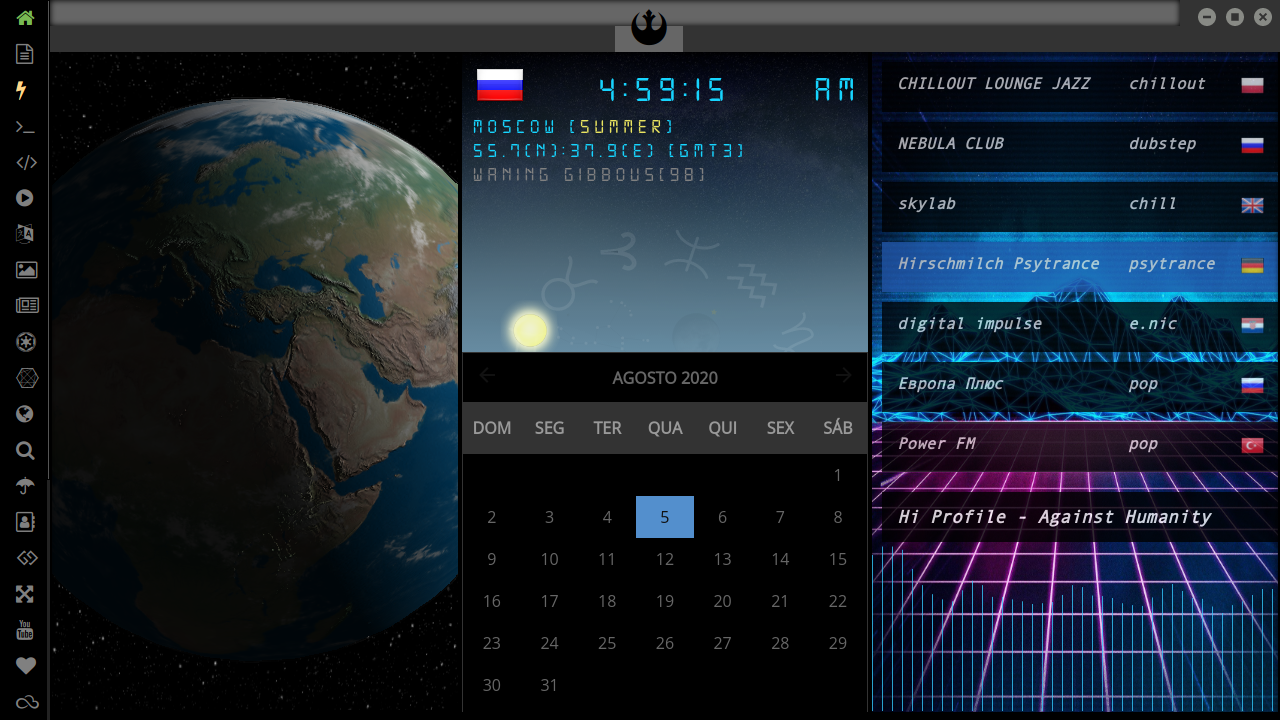 4:59:15 AM
MOSCOW (SUMMER)
55.7(N):37.9(E) (GMT3)
WANING GIBBOUS(98)
AGOSTO 2020
DOM SEG TER QUA QUI SEX SÁB
1
2 3 4 5 6 7 8
9 10 11 12 13 14 15
16 17 18 19 20 21 22
23 24 25 26 27 28 29
30 31
CHILLOUT LOUNGE JAZZ chillout
NEBULA CLUB dubstep
skylab chill
Hirschmilch Psytrance psytrance
digital impulse e.nic
Европа Плюс pop
Power FM pop
Hi Profile - Against Humanity
You
Tube